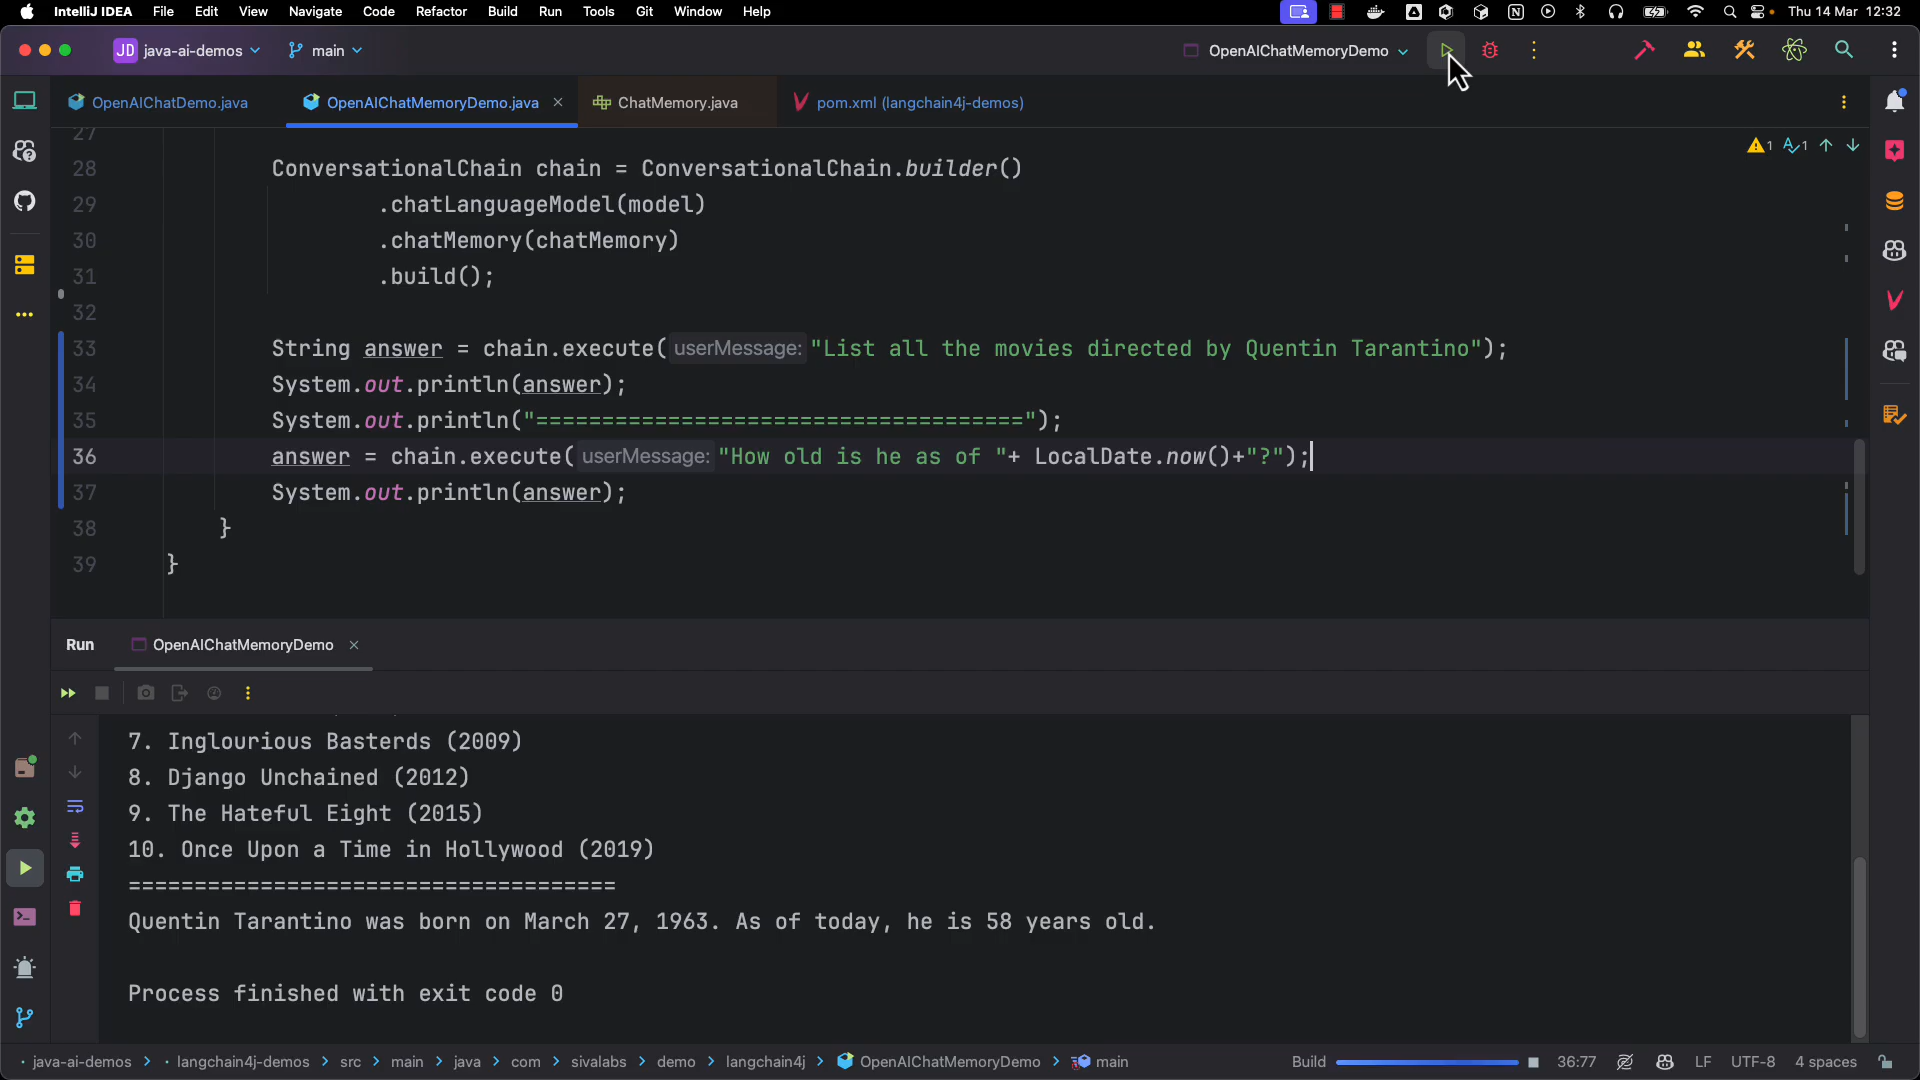 IntelliJ IDEA File Edit View Navigate Code Refactor Build Run Tools Git Window Help Thu 14 Mar 12:32
JD java-ai-demos main OpenAIChatMemoryDemo
OpenAIChatDemo.java OpenAIChatMemoryDemo.java ChatMemory.java pom.xml (langchain4j-demos)
27
28 ConversationalChain chain = ConversationalChain.builder()
29 .chatLanguageModel(model)
30 .chatMemory(chatMemory)
31 .build();
32
33 String answer = chain.execute( userMessage: "List all the movies directed by Quentin Tarantino");
34 System.out.println(answer);
35 System.out.println("=====================================");
36 answer = chain.execute( userMessage: "How old is he as of "+ LocalDate.now()+"?");
37 System.out.println(answer);
38 }
39 }
1 1
Run OpenAIChatMemoryDemo
7. Inglourious Basterds (2009)
8. Django Unchained (2012)
9. The Hateful Eight (2015)
10. Once Upon a Time in Hollywood (2019)
=====================================
Quentin Tarantino was born on March 27, 1963. As of today, he is 58 years old.
Process finished with exit code 0
java-ai-demos > langchain4j-demos > src > main > java > com > sivalabs > demo > langchain4j > OpenAIChatMemoryDemo > main Build 36:77 LF UTF-8 4 spaces